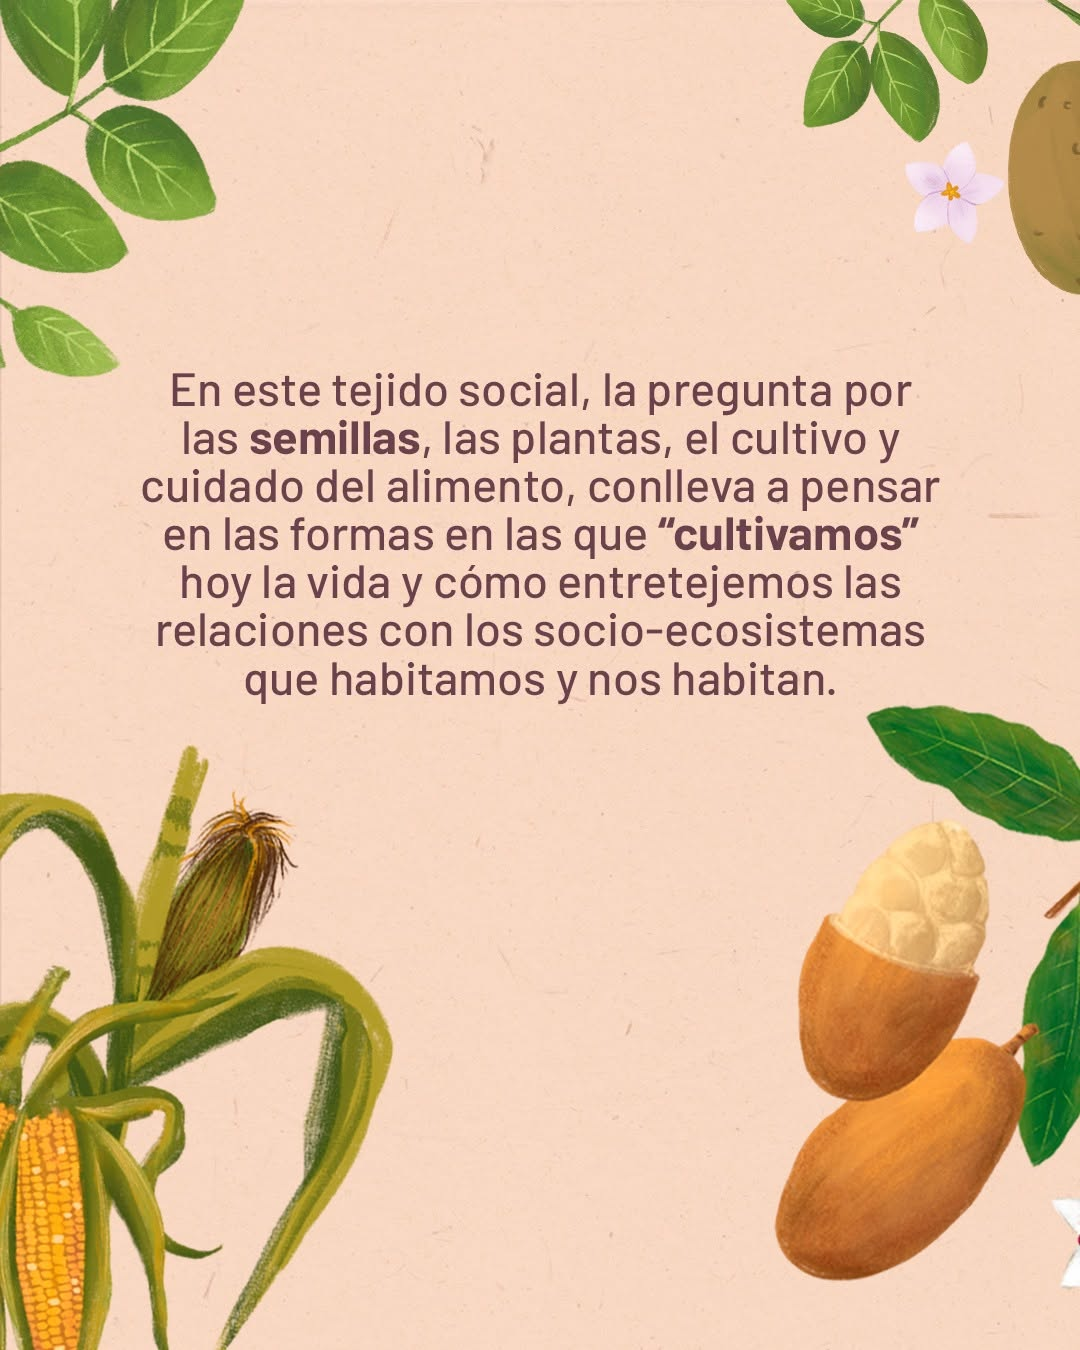 En este tejido social, la pregunta por
las semillas, las plantas, el cultivo y
cuidado del alimento, conlleva a pensar
en las formas en las que “cultivamos”
hoy la vida y cómo entretejemos las
relaciones con los socio-ecosistemas
que habitamos y nos habitan.